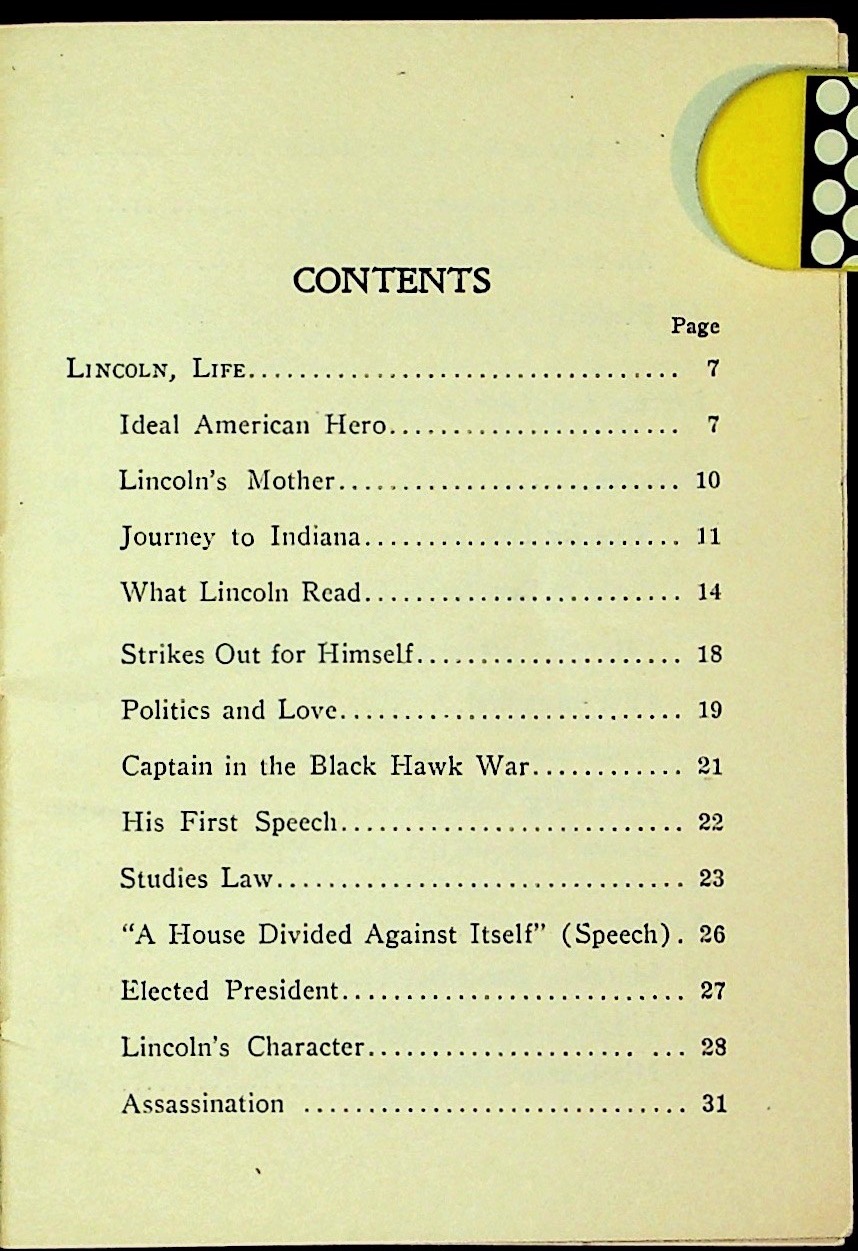 CONTENTS
Page
LINCOLN, LIFE.................................. 7
Ideal American Hero....................... 7
Lincoln's Mother........................... 10
Journey to Indiana......................... 11
What Lincoln Read......................... 14
Strikes Out for Himself..................... 18
Politics and Love........................... 19
Captain in the Black Hawk War............ 21
His First Speech........................... 22
Studies Law................................ 23
“A House Divided Against Itself” (Speech). 26
Elected President........................... 27
Lincoln's Character..................... ... 28
Assassination .............................. 31